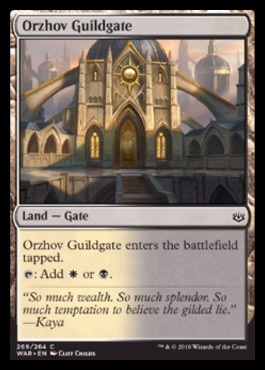 Orzhov Guildgate
Land — Gate
Orzhov Guildgate enters the battlefield
tapped.
: Add or .
“So much wealth. So much splendor. So
much temptation to believe the gilded lie.”
—Kaya
269/264 C
WAR • EN Cliff Childs
™ & © 2019 Wizards of the Coast